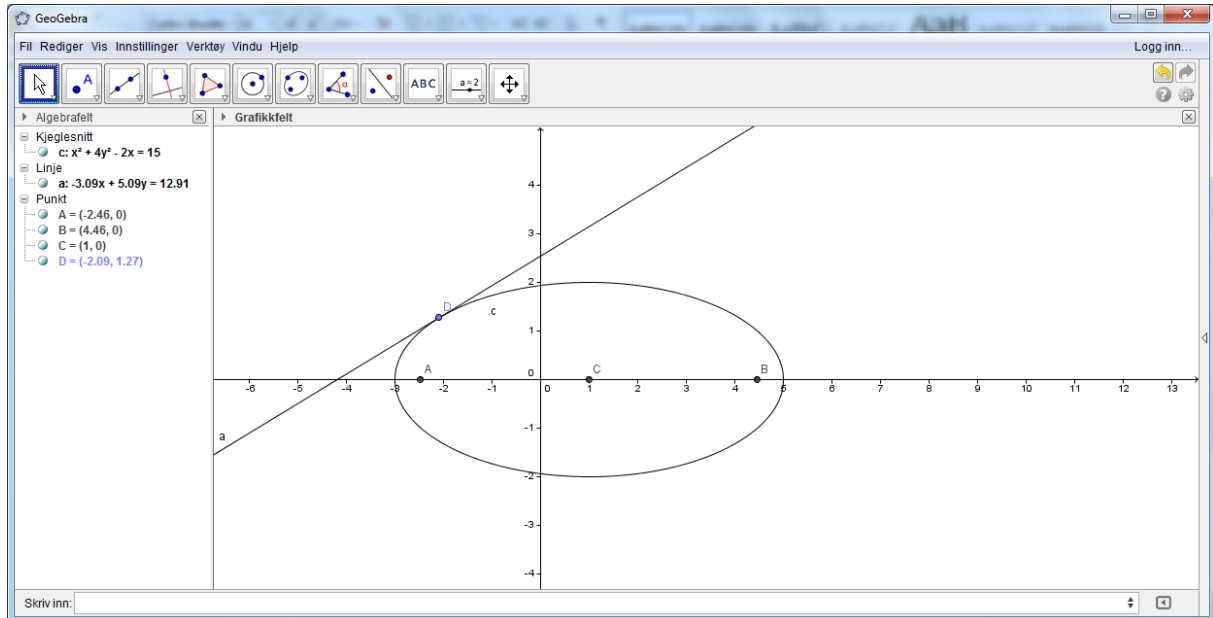 GeoGebra
Fil Rediger Vis Innstillinger Verktøy Vindu Hjelp
Logg inn...
A
α
ABC
a=2
Algebrafelt
Grafikkfelt
Kjeglesnitt
c: x² + 4y² - 2x = 15
Linje
a: -3.09x + 5.09y = 12.91
Punkt
A = (-2.46, 0)
B = (4.46, 0)
C = (1, 0)
D = (-2.09, 1.27)
4
3
2
D
c
1
A
0
C
B
-6 -5 -4 -3 -2 -1 0 1 2 3 4 5 6 7 8 9 10 11 12 13
-1
a
-2
-3
-4
Skriv inn: